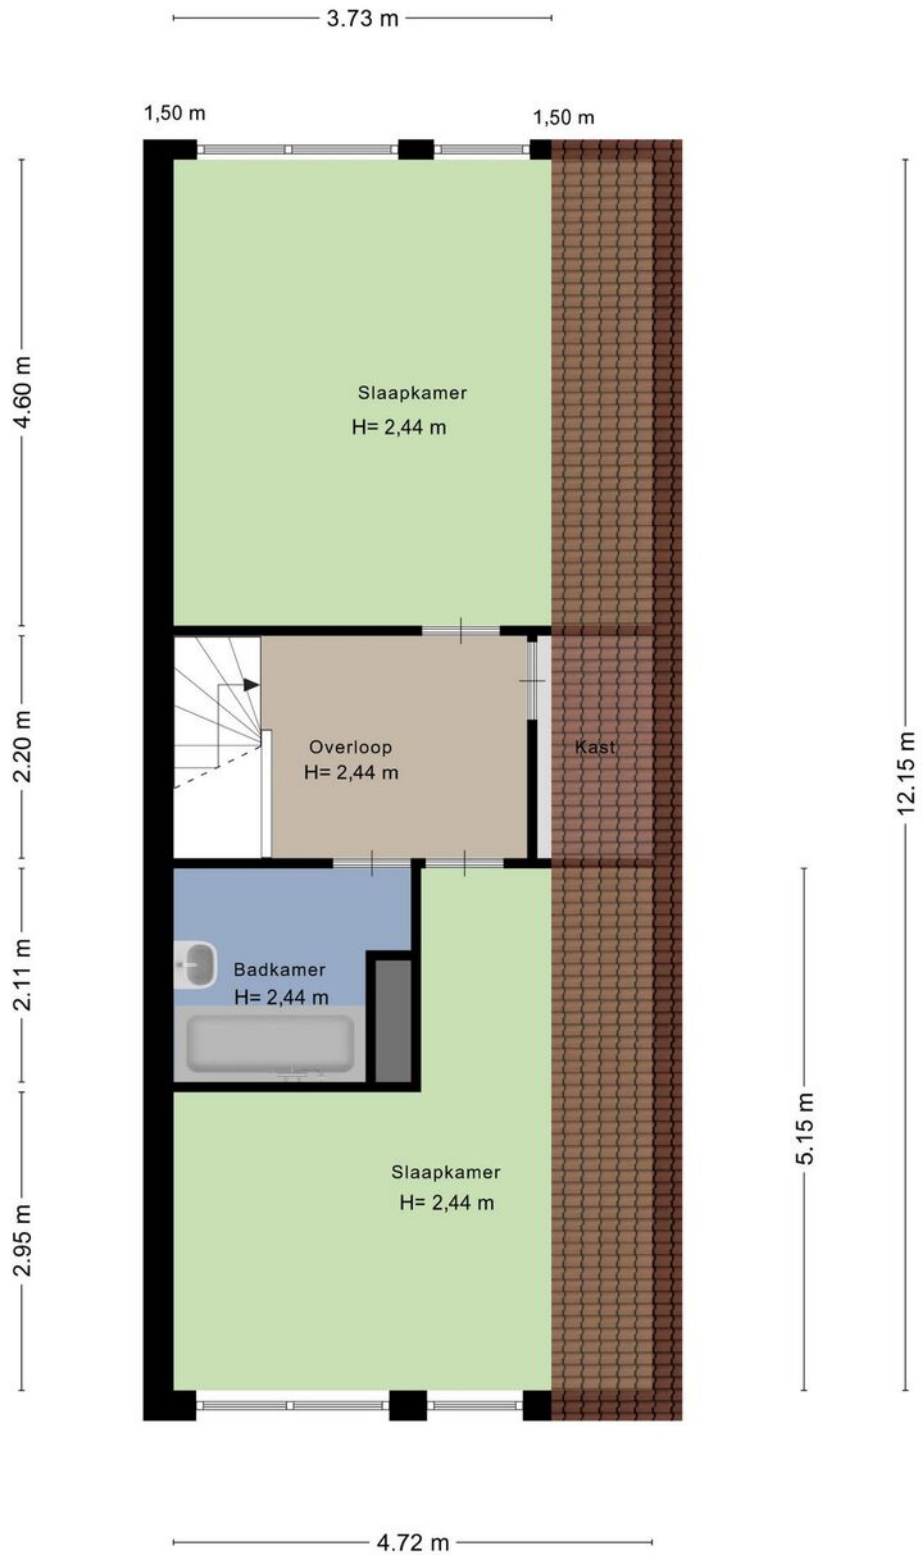 3.73 m
1,50 m
1,50 m
4.60 m
Slaapkamer
H= 2,44 m
2.20 m
Overloop
H= 2,44 m
Kast
12.15 m
2.11 m
Badkamer
H= 2,44 m
5.15 m
Slaapkamer
H= 2,44 m
2.95 m
4.72 m